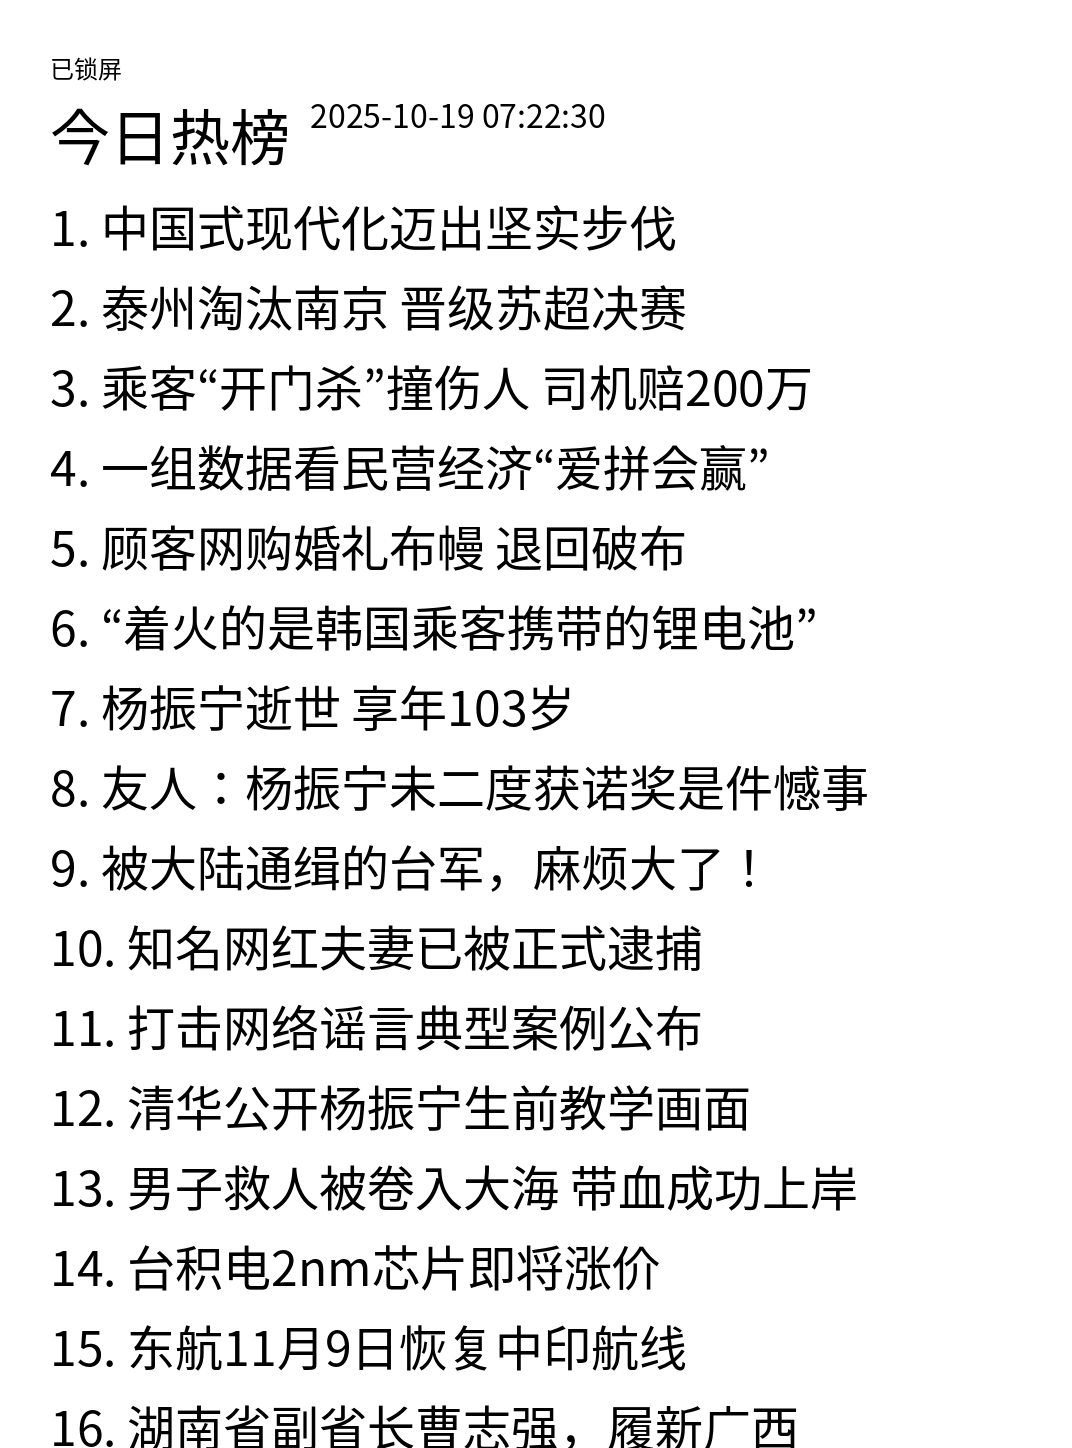 已锁屏
今日热榜 2025-10-19 07:22:30
1. 中国式现代化迈出坚实步伐
2. 泰州淘汰南京 晋级苏超决赛
3. 乘客“开门杀”撞伤人 司机赔200万
4. 一组数据看民营经济“爱拼会赢”
5. 顾客网购婚礼布幔 退回破布
6. “着火的是韩国乘客携带的锂电池”
7. 杨振宁逝世 享年103岁
8. 友人：杨振宁未二度获诺奖是件憾事
9. 被大陆通缉的台军，麻烦大了！
10. 知名网红夫妻已被正式逮捕
11. 打击网络谣言典型案例公布
12. 清华公开杨振宁生前教学画面
13. 男子救人被卷入大海 带血成功上岸
14. 台积电2nm芯片即将涨价
15. 东航11月9日恢复中印航线
16. 湖南省副省长曹志强，履新广西